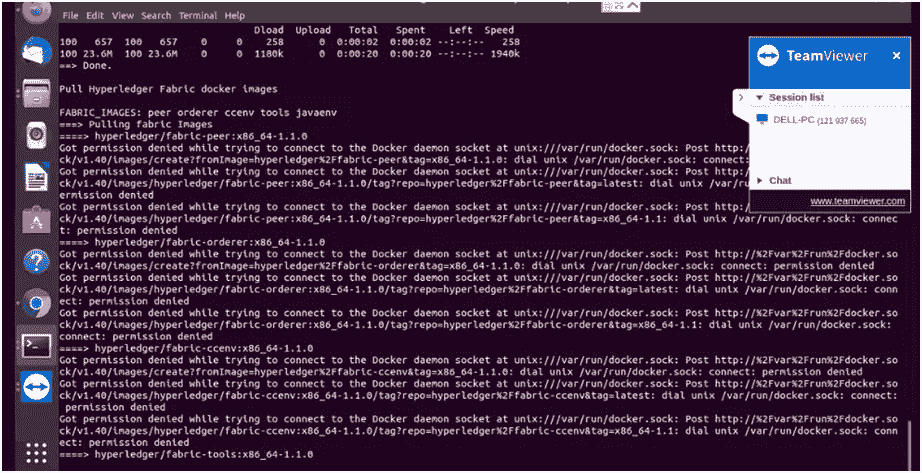 File Edit View Search Terminal Help
Dload Upload Total Spent Left Speed
100 657 100 657 0 0 258 0 0:00:02 0:00:02 --:--:-- 258
100 23.6M 100 23.6M 0 0 1180k 0 0:00:20 0:00:20 --:--:-- 1940k
==> Done.
Pull Hyperledger Fabric docker images
FABRIC_IMAGES: peer orderer ccenv tools javaenv
===> Pulling fabric Images
====> hyperledger/fabric-peer:x86_64-1.1.0
Got permission denied while trying to connect to the Docker daemon socket at unix:///var/run/docker.sock: Post http://
ck/v1.40/images/create?fromImage=hyperledger%2Ffabric-peer&tag=x86_64-1.1.0: dial unix /var/run/docker.sock: connect:
Got permission denied while trying to connect to the Docker daemon socket at unix:///var/run/docker.sock: Post http://
ck/v1.40/images/hyperledger/fabric-peer:x86_64-1.1.0/tag?repo=hyperledger%2Ffabric-peer&tag=latest: dial unix /var/run
ermission denied
Got permission denied while trying to connect to the Docker daemon socket at unix:///var/run/docker.sock: Post http://
ck/v1.40/images/hyperledger/fabric-peer:x86_64-1.1.0/tag?repo=hyperledger%2Ffabric-peer&tag=x86_64-1.1: dial unix /var/run/docker.sock: connec
t: permission denied
====> hyperledger/fabric-orderer:x86_64-1.1.0
Got permission denied while trying to connect to the Docker daemon socket at unix:///var/run/docker.sock: Post http://%2Fvar%2Frun%2Fdocker.so
ck/v1.40/images/create?fromImage=hyperledger%2Ffabric-orderer&tag=x86_64-1.1.0: dial unix /var/run/docker.sock: connect: permission denied
Got permission denied while trying to connect to the Docker daemon socket at unix:///var/run/docker.sock: Post http://%2Fvar%2Frun%2Fdocker.so
ck/v1.40/images/hyperledger/fabric-orderer:x86_64-1.1.0/tag?repo=hyperledger%2Ffabric-orderer&tag=latest: dial unix /var/run/docker.sock: conn
ect: permission denied
Got permission denied while trying to connect to the Docker daemon socket at unix:///var/run/docker.sock: Post http://%2Fvar%2Frun%2Fdocker.so
ck/v1.40/images/hyperledger/fabric-orderer:x86_64-1.1.0/tag?repo=hyperledger%2Ffabric-orderer&tag=x86_64-1.1: dial unix /var/run/docker.sock:
connect: permission denied
====> hyperledger/fabric-ccenv:x86_64-1.1.0
Got permission denied while trying to connect to the Docker daemon socket at unix:///var/run/docker.sock: Post http://%2Fvar%2Frun%2Fdocker.so
ck/v1.40/images/create?fromImage=hyperledger%2Ffabric-ccenv&tag=x86_64-1.1.0: dial unix /var/run/docker.sock: connect: permission denied
Got permission denied while trying to connect to the Docker daemon socket at unix:///var/run/docker.sock: Post http://%2Fvar%2Frun%2Fdocker.so
ck/v1.40/images/hyperledger/fabric-ccenv:x86_64-1.1.0/tag?repo=hyperledger%2Ffabric-ccenv&tag=latest: dial unix /var/run/docker.sock: connect:
permission denied
Got permission denied while trying to connect to the Docker daemon socket at unix:///var/run/docker.sock: Post http://%2Fvar%2Frun%2Fdocker.so
ck/v1.40/images/hyperledger/fabric-ccenv:x86_64-1.1.0/tag?repo=hyperledger%2Ffabric-ccenv&tag=x86_64-1.1: dial unix /var/run/docker.sock: conn
ect: permission denied
====> hyperledger/fabric-tools:x86_64-1.1.0
TeamViewer
Session list
DELL-PC (121 937 665)
Chat
www.teamviewer.com